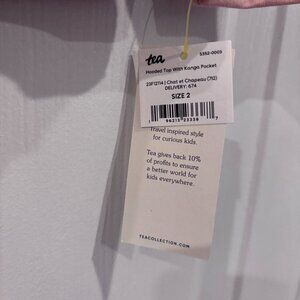 tea
5352-0003
Hooded Top With Kanga Pocket
23F12114 | Chat et Chapeau (712)
DELIVERY: 674
SIZE 2
Travel inspired style
for curious kids.
Tea gives back 10%
of profits to ensure
a better world for
kids everywhere.
TEACOLLECTION.COM